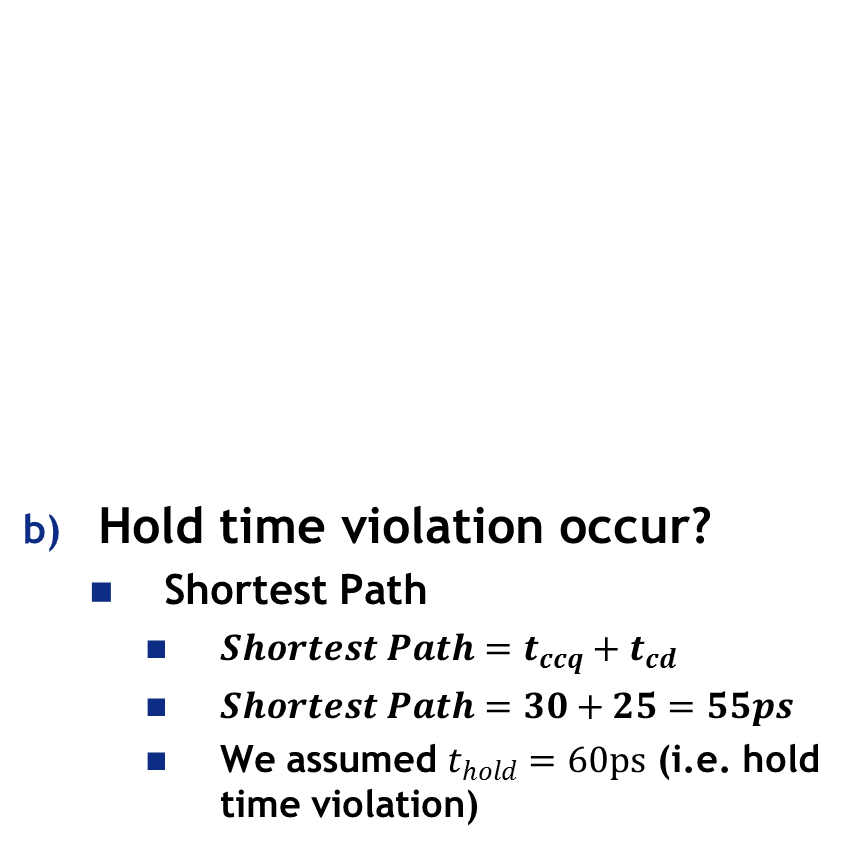 b) Hold time violation occur?
■ Shortest Path
■ Shortest Path = t_ccq + t_cd
■ Shortest Path = 30 + 25 = 55ps
■ We assumed t_hold = 60ps (i.e. hold
time violation)